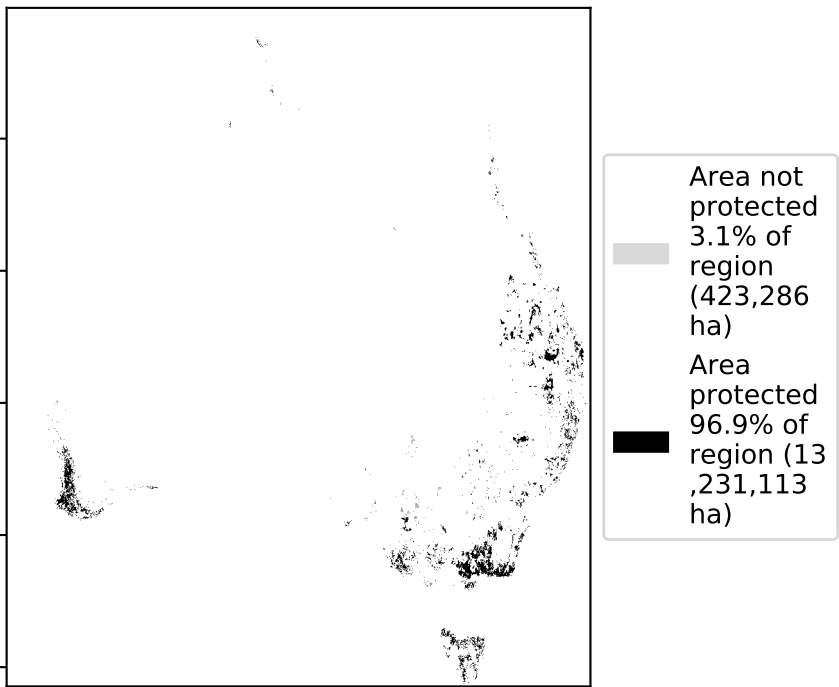 Area not
protected
3.1% of
region
(423,286
ha)
Area
protected
96.9% of
region (13
,231,113
ha)